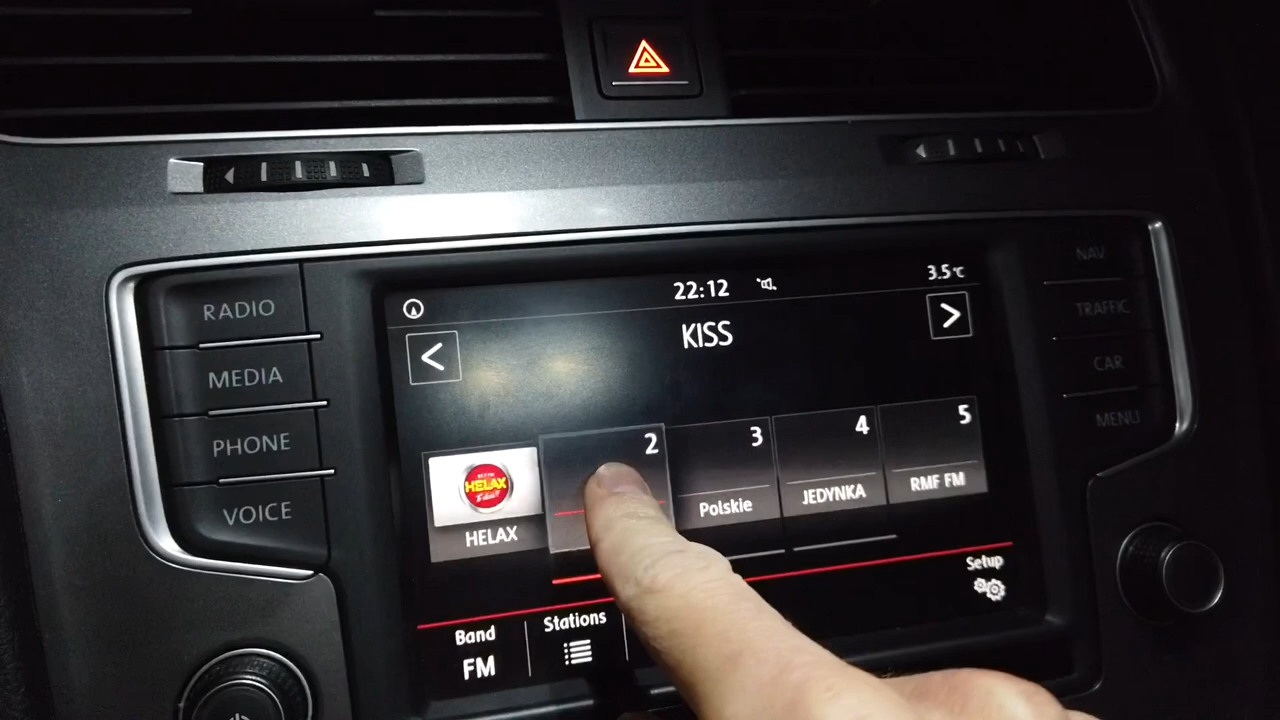 RADIO
MEDIA
PHONE
VOICE
22:12
3.5°C
<
KISS
>
HELAX
HELAX
2
3
Polskie
4
JEDYNKA
5
RMF FM
Band
FM
Stations
Setup
NAV
TRAFFIC
CAR
MENU